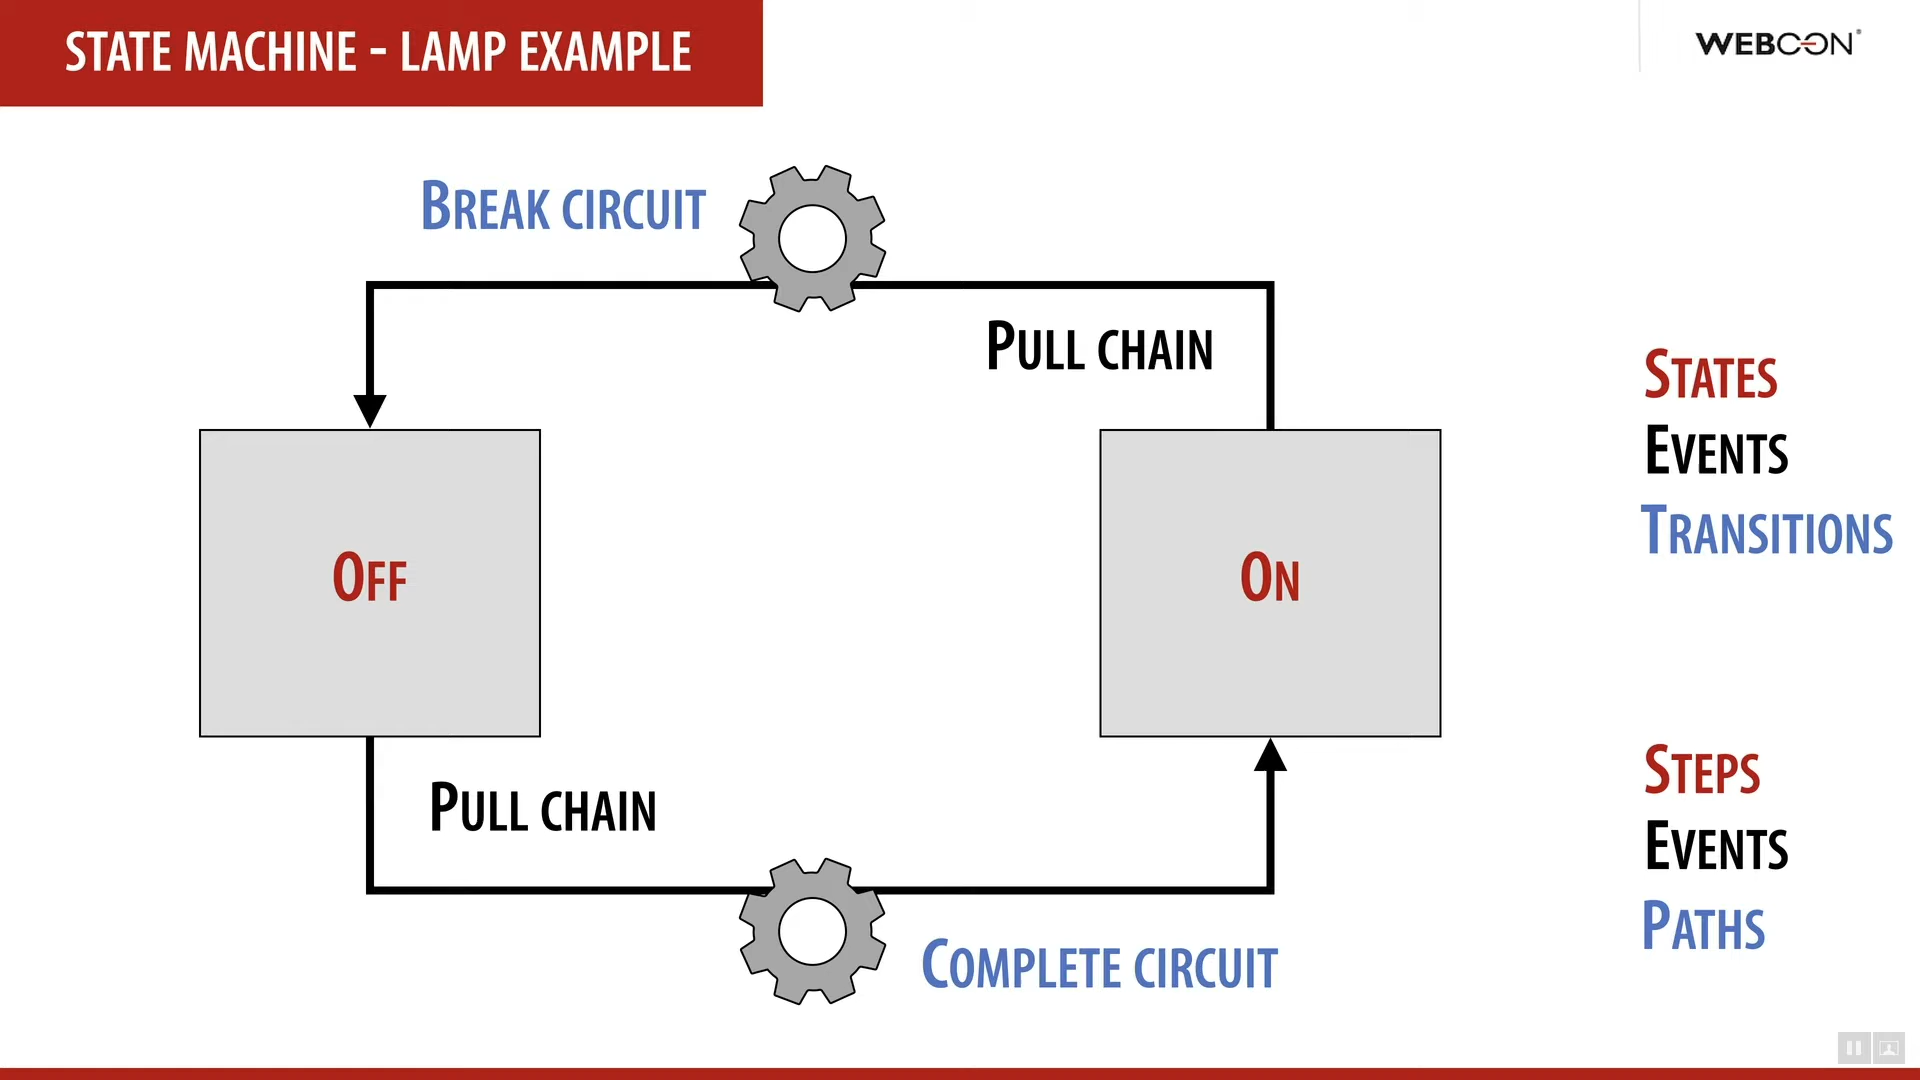 STATE MACHINE - LAMP EXAMPLE
WEBCON®
BREAK CIRCUIT
PULL CHAIN
STATES
EVENTS
TRANSITIONS
OFF
ON
PULL CHAIN
STEPS
EVENTS
PATHS
COMPLETE CIRCUIT